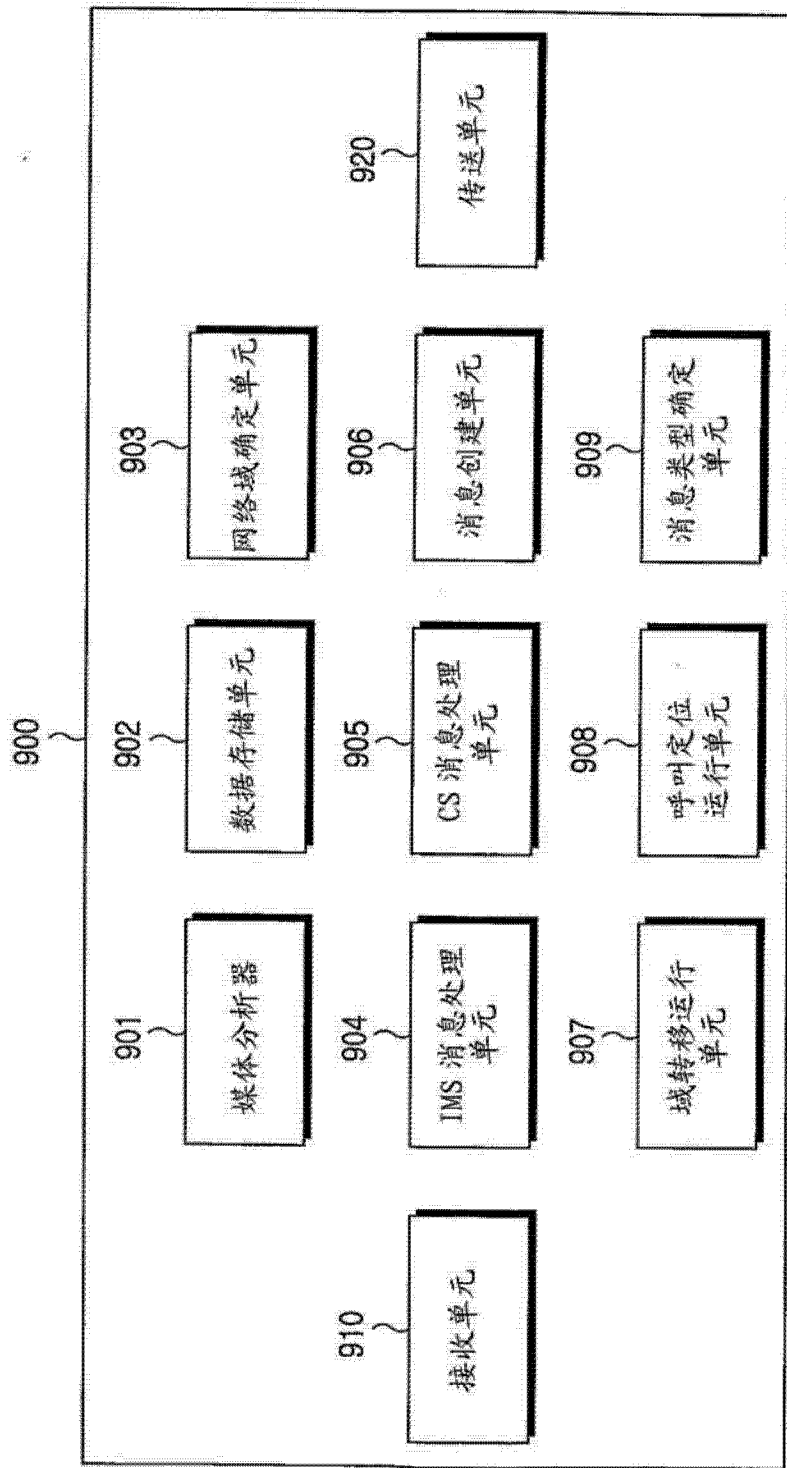 900
901
媒体分析器
902
数据存储单元
903
网络域确定单元
910
接收单元
904
IMS 消息处理
单元
905
CS 消息处理
单元
906
消息创建单元
920
传送单元
907
域转移运行
单元
908
呼叫定位
运行单元
909
消息类型确定
单元